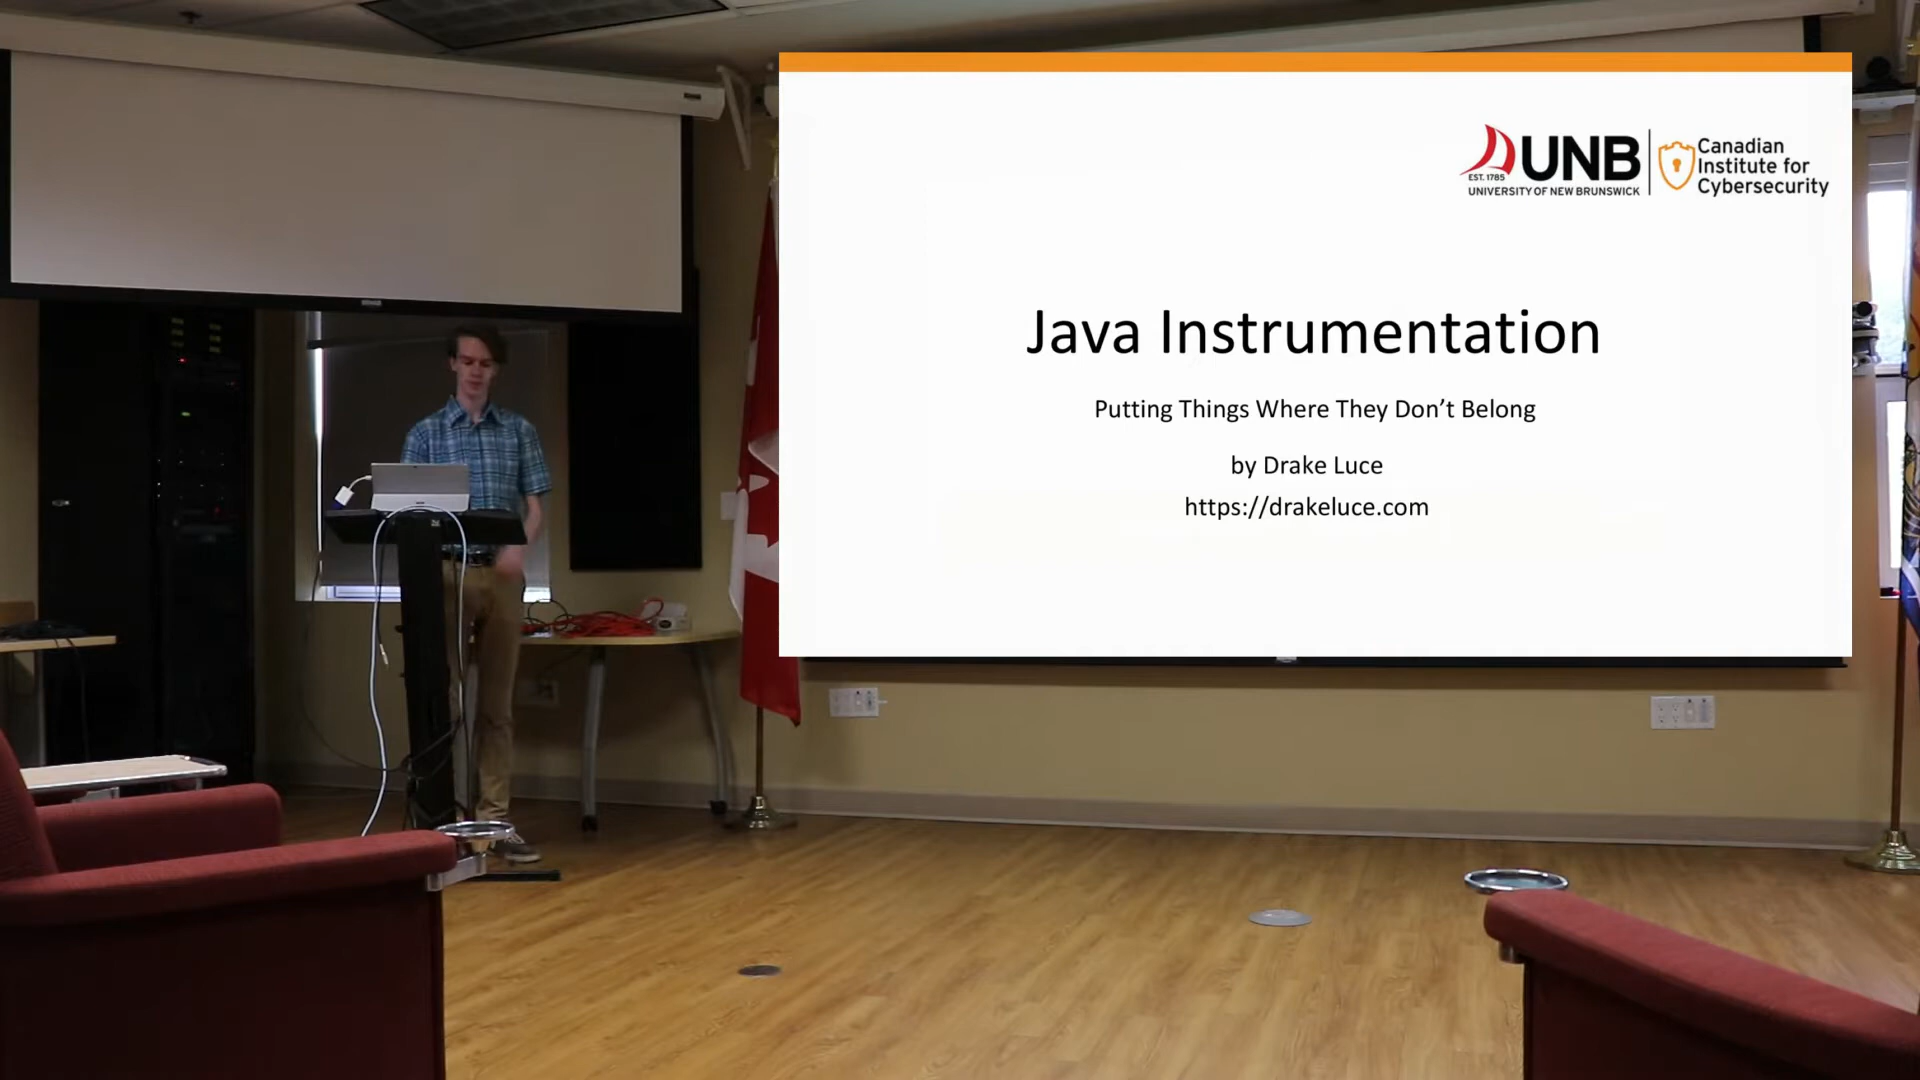 UNB
EST. 1785
UNIVERSITY OF NEW BRUNSWICK
Canadian
Institute for
Cybersecurity
Java Instrumentation
Putting Things Where They Don’t Belong
by Drake Luce
https://drakeluce.com